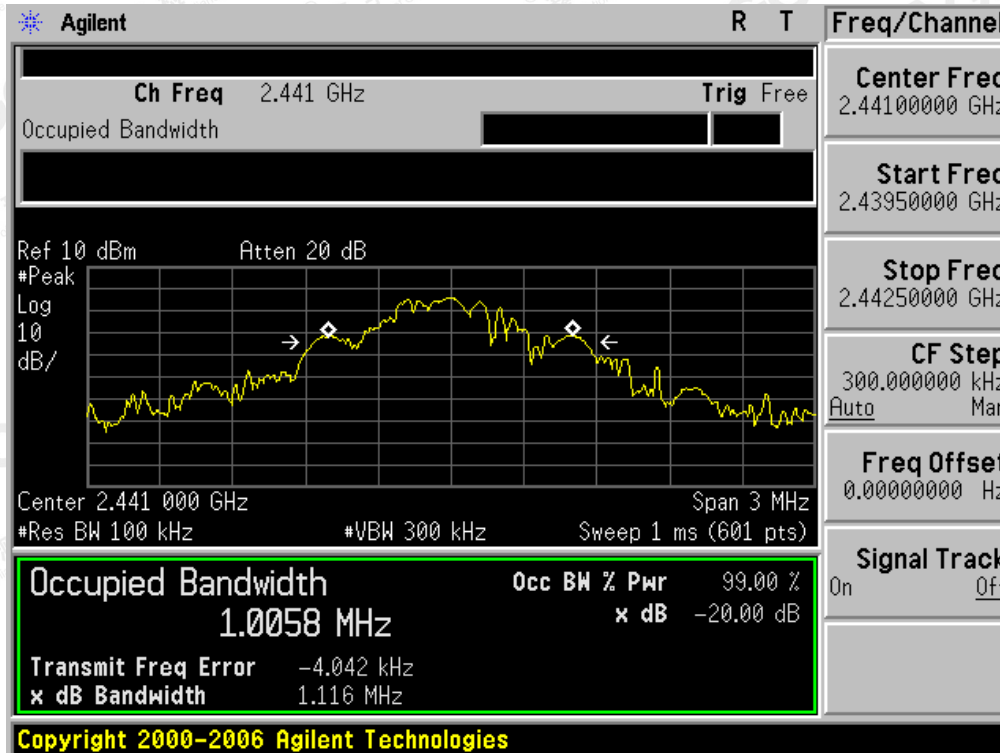 Agilent R T Freq/Channel
Ch Freq 2.441 GHz Trig Free
Occupied Bandwidth
Center Freq
2.44100000 GHz
Start Freq
2.43950000 GHz
Stop Freq
2.44250000 GHz
CF Step
300.000000 kHz
Auto Man
Freq Offset
0.00000000 Hz
Signal Track
On Off
Ref 10 dBm Atten 20 dB
#Peak
Log
10
dB/
Center 2.441 000 GHz Span 3 MHz
#Res BW 100 kHz #VBW 300 kHz Sweep 1 ms (601 pts)
Occupied Bandwidth
1.0058 MHz
Occ BW % Pwr 99.00 %
x dB -20.00 dB
Transmit Freq Error -4.042 kHz
x dB Bandwidth 1.116 MHz
Copyright 2000-2006 Agilent Technologies